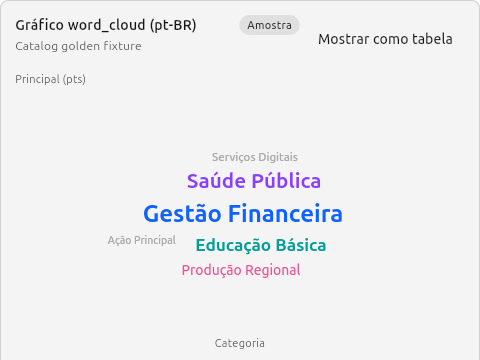 Gráfico word_cloud (pt-BR)
Amostra
Mostrar como tabela
Catalog golden fixture
Principal (pts)
Serviços Digitais
Saúde Pública
Gestão Financeira
Ação Principal
Educação Básica
Produção Regional
Categoria